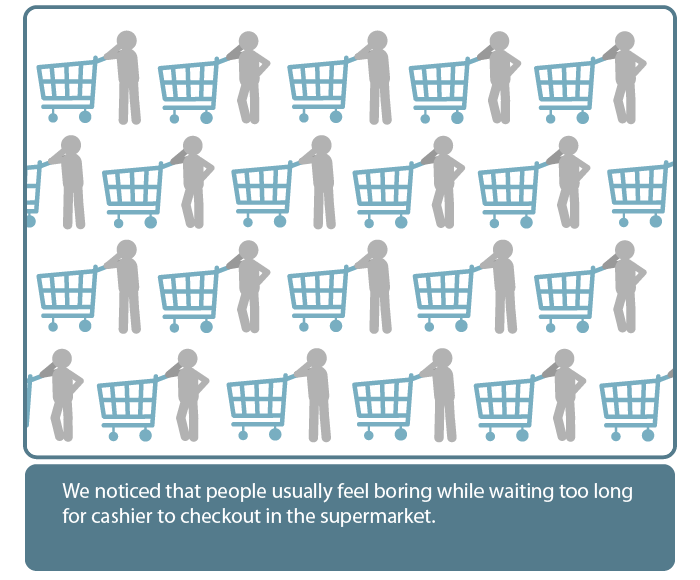 We noticed that people usually feel boring while waiting too long
for cashier to checkout in the supermarket.